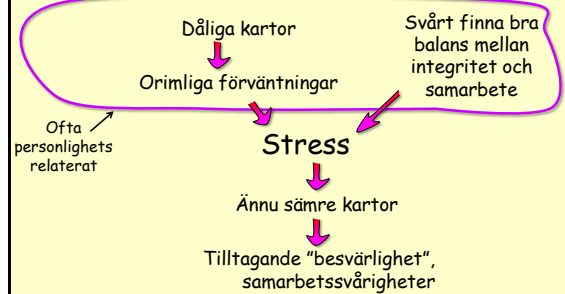 Dåliga kartor
Orimliga förväntningar
Svårt finna bra
balans mellan
integritet och
samarbete
Ofta
personlighets
relaterat
Stress
Ännu sämre kartor
Tilltagande ”besvärlighet”,
samarbetssvårigheter